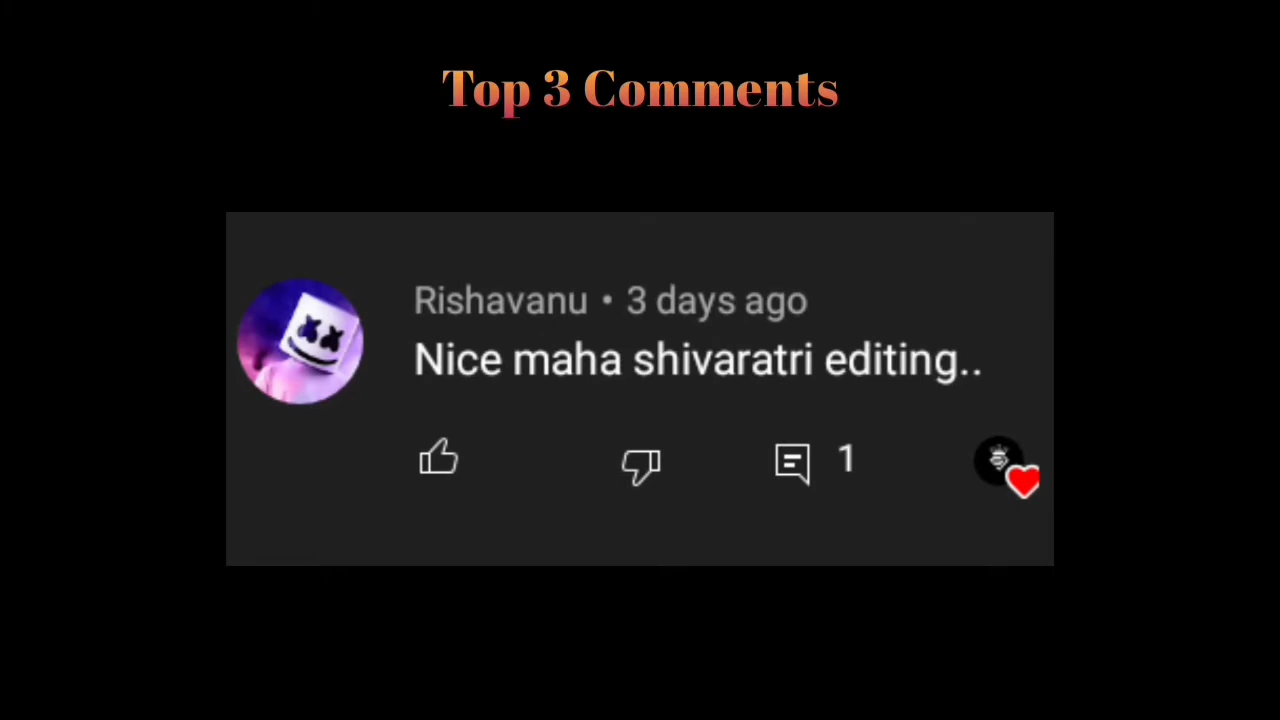 Top 3 Comments
Rishavanu • 3 days ago
Nice maha shivaratri editing..
1